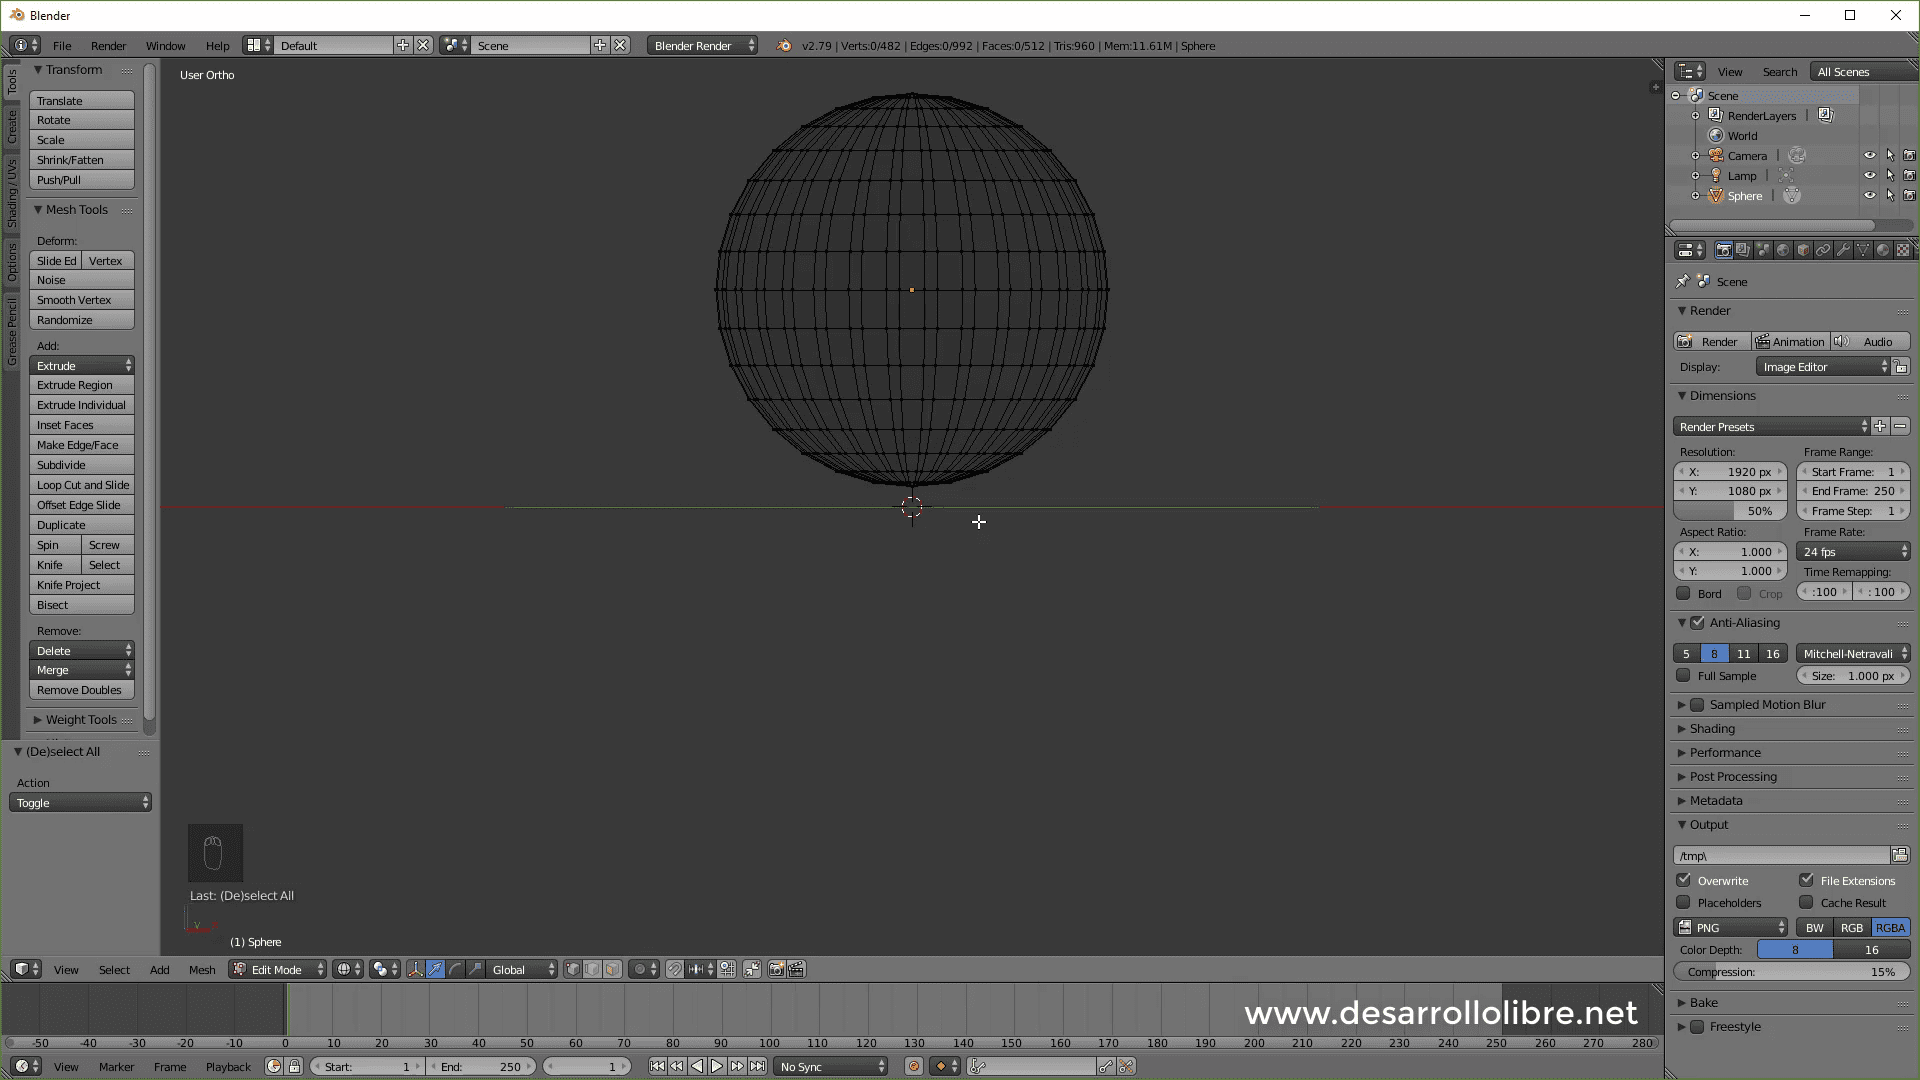 Blender
File Render Window Help Default Scene Blender Render v2.79 | Verts:0/482 | Edges:0/992 | Faces:0/512 | Tris:960 | Mem:11.61M | Sphere
Tools
Create
Shading / UVs
Options
Grease Pencil
Transform
Translate
Rotate
Scale
Shrink/Fatten
Push/Pull
Mesh Tools
Deform:
Slide Ed Vertex
Noise
Smooth Vertex
Randomize
Add:
Extrude
Extrude Region
Extrude Individual
Inset Faces
Make Edge/Face
Subdivide
Loop Cut and Slide
Offset Edge Slide
Duplicate
Spin Screw
Knife Select
Knife Project
Bisect
Remove:
Delete
Merge
Remove Doubles
Weight Tools
(De)select All
Action
Toggle
User Ortho
Last: (De)select All
(1) Sphere
View Search All Scenes
Scene
RenderLayers |
World
Camera |
Lamp |
Sphere |
Scene
Render
Render Animation Audio
Display: Image Editor
Dimensions
Render Presets
Resolution: Frame Range:
X: 1920 px Start Frame: 1
Y: 1080 px End Frame: 250
50% Frame Step: 1
Aspect Ratio: Frame Rate:
X: 1.000 24 fps
Y: 1.000 Time Remapping:
Bord Crop :100 : 100
Anti-Aliasing
5 8 11 16 Mitchell-Netravali
Full Sample Size: 1.000 px
Sampled Motion Blur
Shading
Performance
Post Processing
Metadata
Output
/tmp\
Overwrite File Extensions
Placeholders Cache Result
PNG BW RGB RGBA
Color Depth: 8 16
Compression: 15%
Bake
Freestyle
View Select Add Mesh Edit Mode Global
www.desarrollolibre.net
-50 -40 -30 -20 -10 0 10 20 30 40 50 60 70 80 90 100 110 120 130 140 150 160 170 180 190 200 210 220 230 240 250 260 270 280
View Marker Frame Playback Start: 1 End: 250 1 No Sync